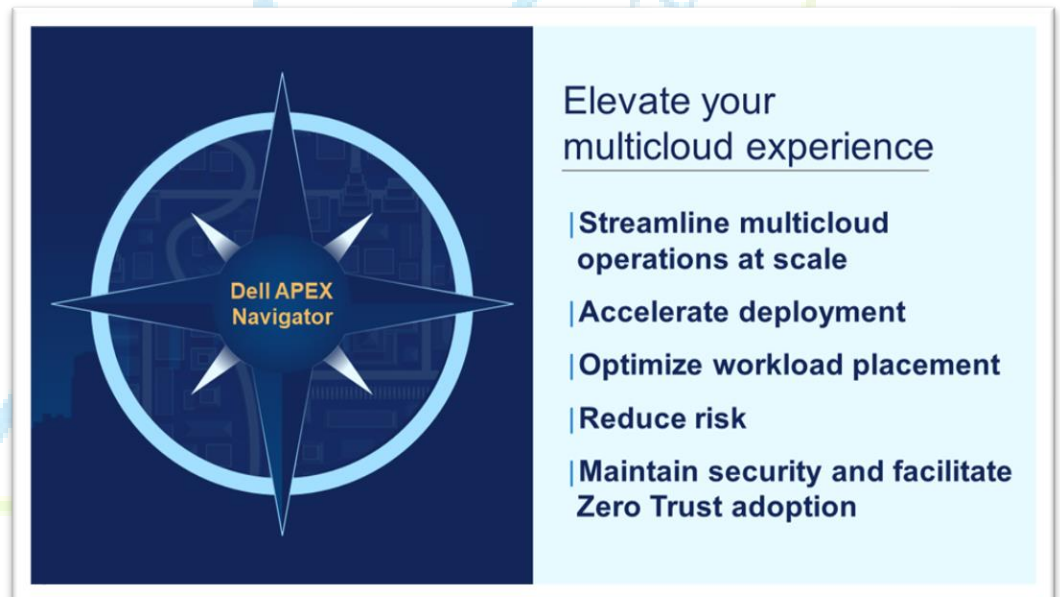 Dell APEX
Navigator
Elevate your
multicloud experience
|Streamline multicloud
operations at scale
|Accelerate deployment
|Optimize workload placement
|Reduce risk
|Maintain security and facilitate
Zero Trust adoption